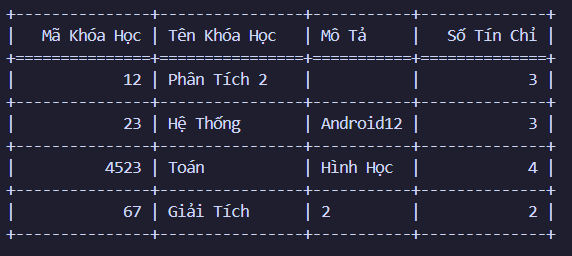 Mã Khóa Học | Tên Khóa Học | Mô Tả | Số Tín Chỉ
12 | Phân Tích 2 | | 3
23 | Hệ Thống | Android12 | 3
4523 | Toán | Hình Học | 4
67 | Giải Tích | 2 | 2